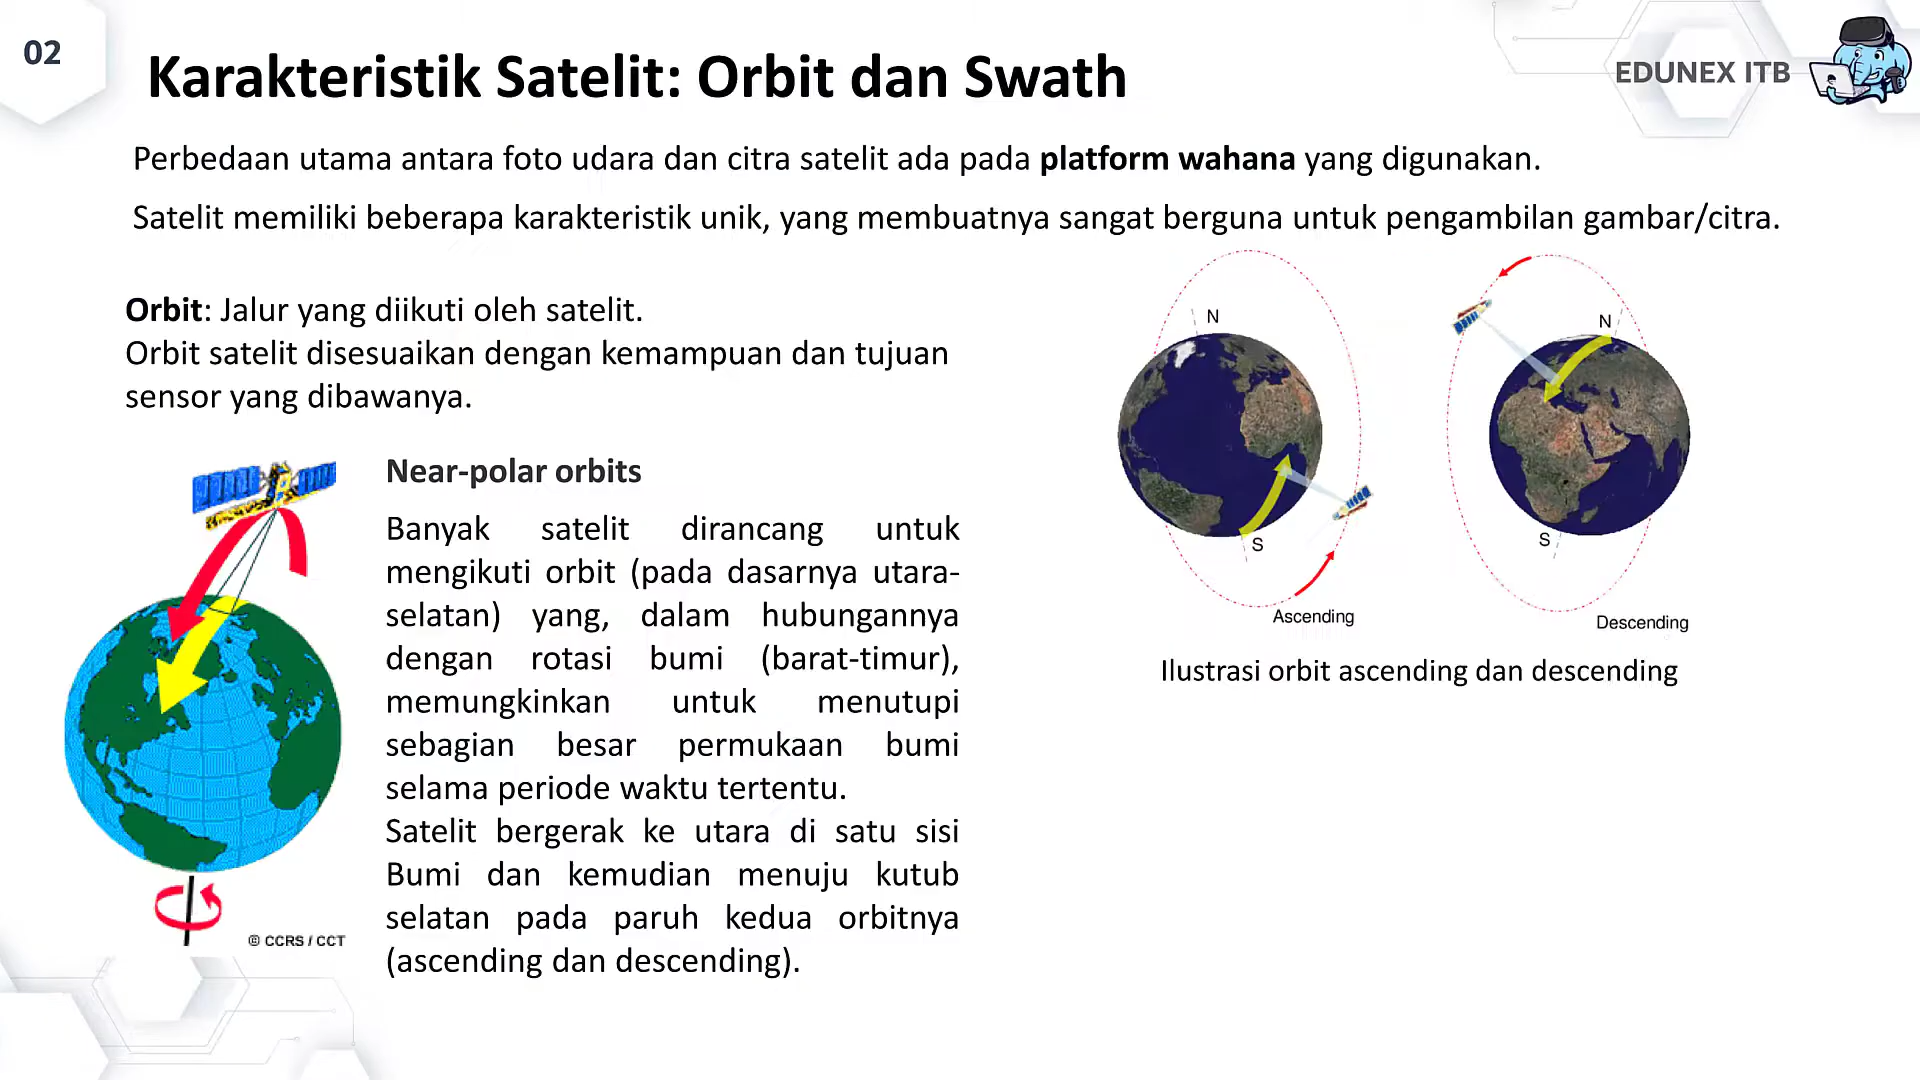 02
Karakteristik Satelit: Orbit dan Swath
EDUNEX ITB
Perbedaan utama antara foto udara dan citra satelit ada pada platform wahana yang digunakan.
Satelit memiliki beberapa karakteristik unik, yang membuatnya sangat berguna untuk pengambilan gambar/citra.
Orbit: Jalur yang diikuti oleh satelit.
Orbit satelit disesuaikan dengan kemampuan dan tujuan
sensor yang dibawanya.
Near-polar orbits
Banyak satelit dirancang untuk
mengikuti orbit (pada dasarnya utara-
selatan) yang, dalam hubungannya
dengan rotasi bumi (barat-timur),
memungkinkan untuk menutupi
sebagian besar permukaan bumi
selama periode waktu tertentu.
Satelit bergerak ke utara di satu sisi
Bumi dan kemudian menuju kutub
selatan pada paruh kedua orbitnya
(ascending dan descending).
© CCRS / CCT
N
S
Ascending
N
S
Descending
Ilustrasi orbit ascending dan descending